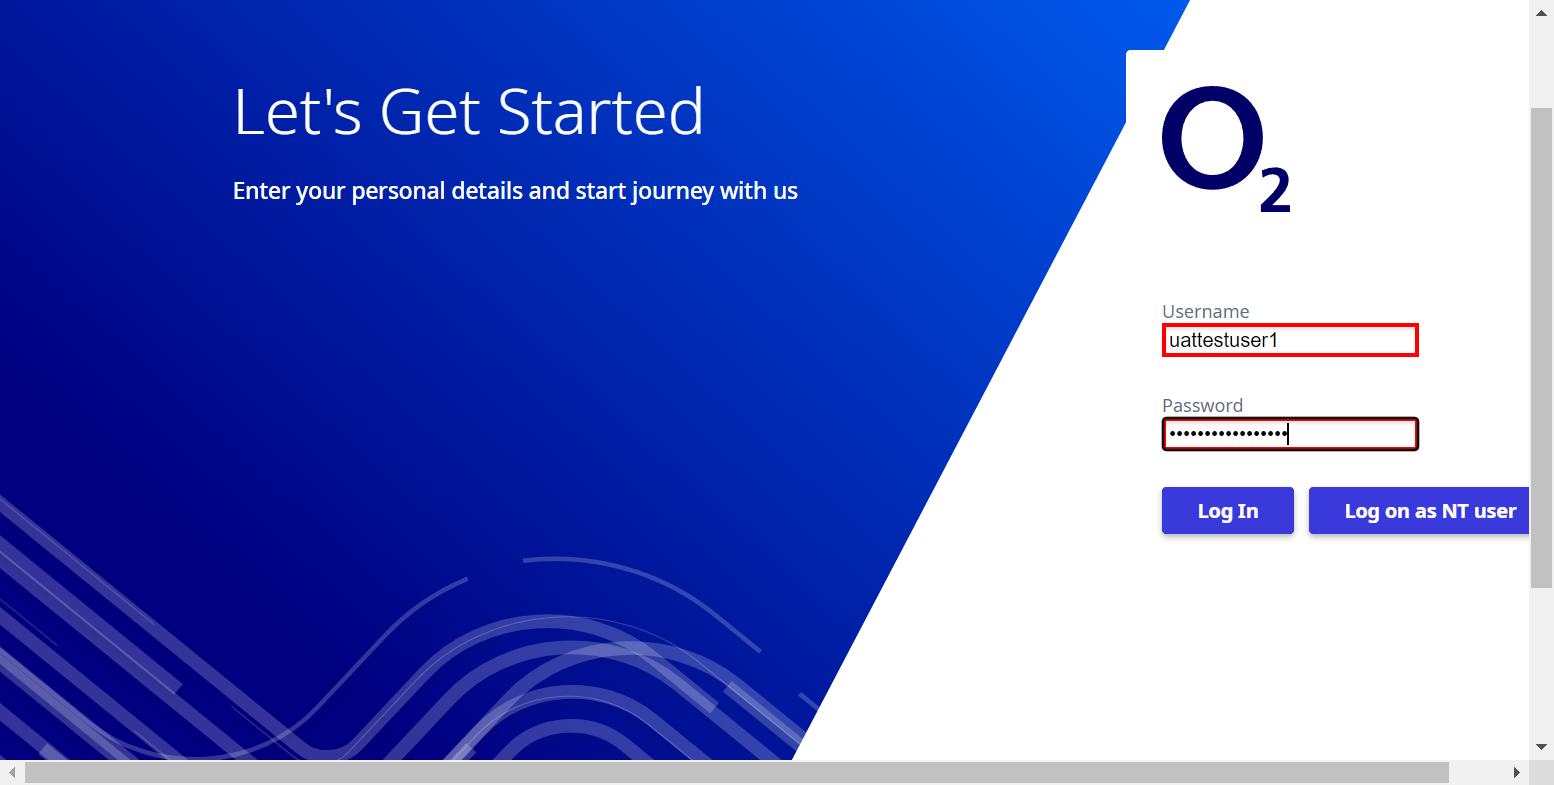 Let's Get Started
Enter your personal details and start journey with us
O2
Username
uattestuser1
Password
•••••••••••••••••
Log In
Log on as NT user